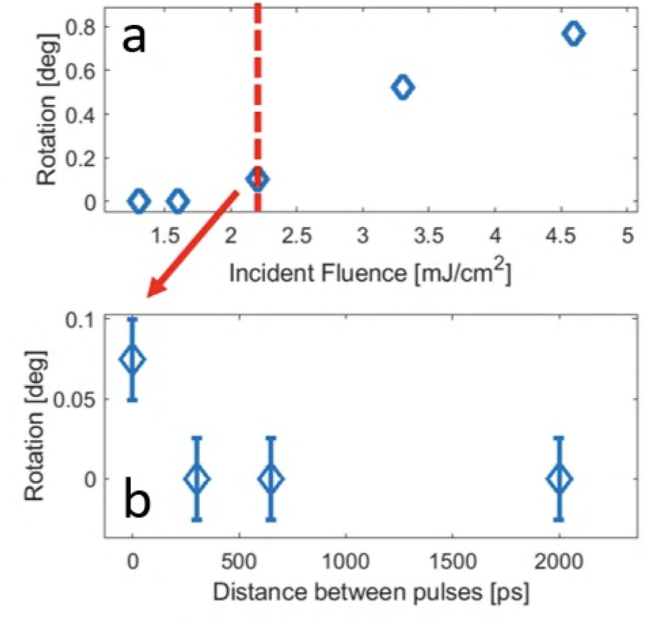 a
Rotation [deg]
0.8
0.6
0.4
0.2
0
1.5 2 2.5 3 3.5 4 4.5 5
Incident Fluence [mJ/cm²]
b
Rotation [deg]
0.1
0.05
0
0 500 1000 1500 2000
Distance between pulses [ps]